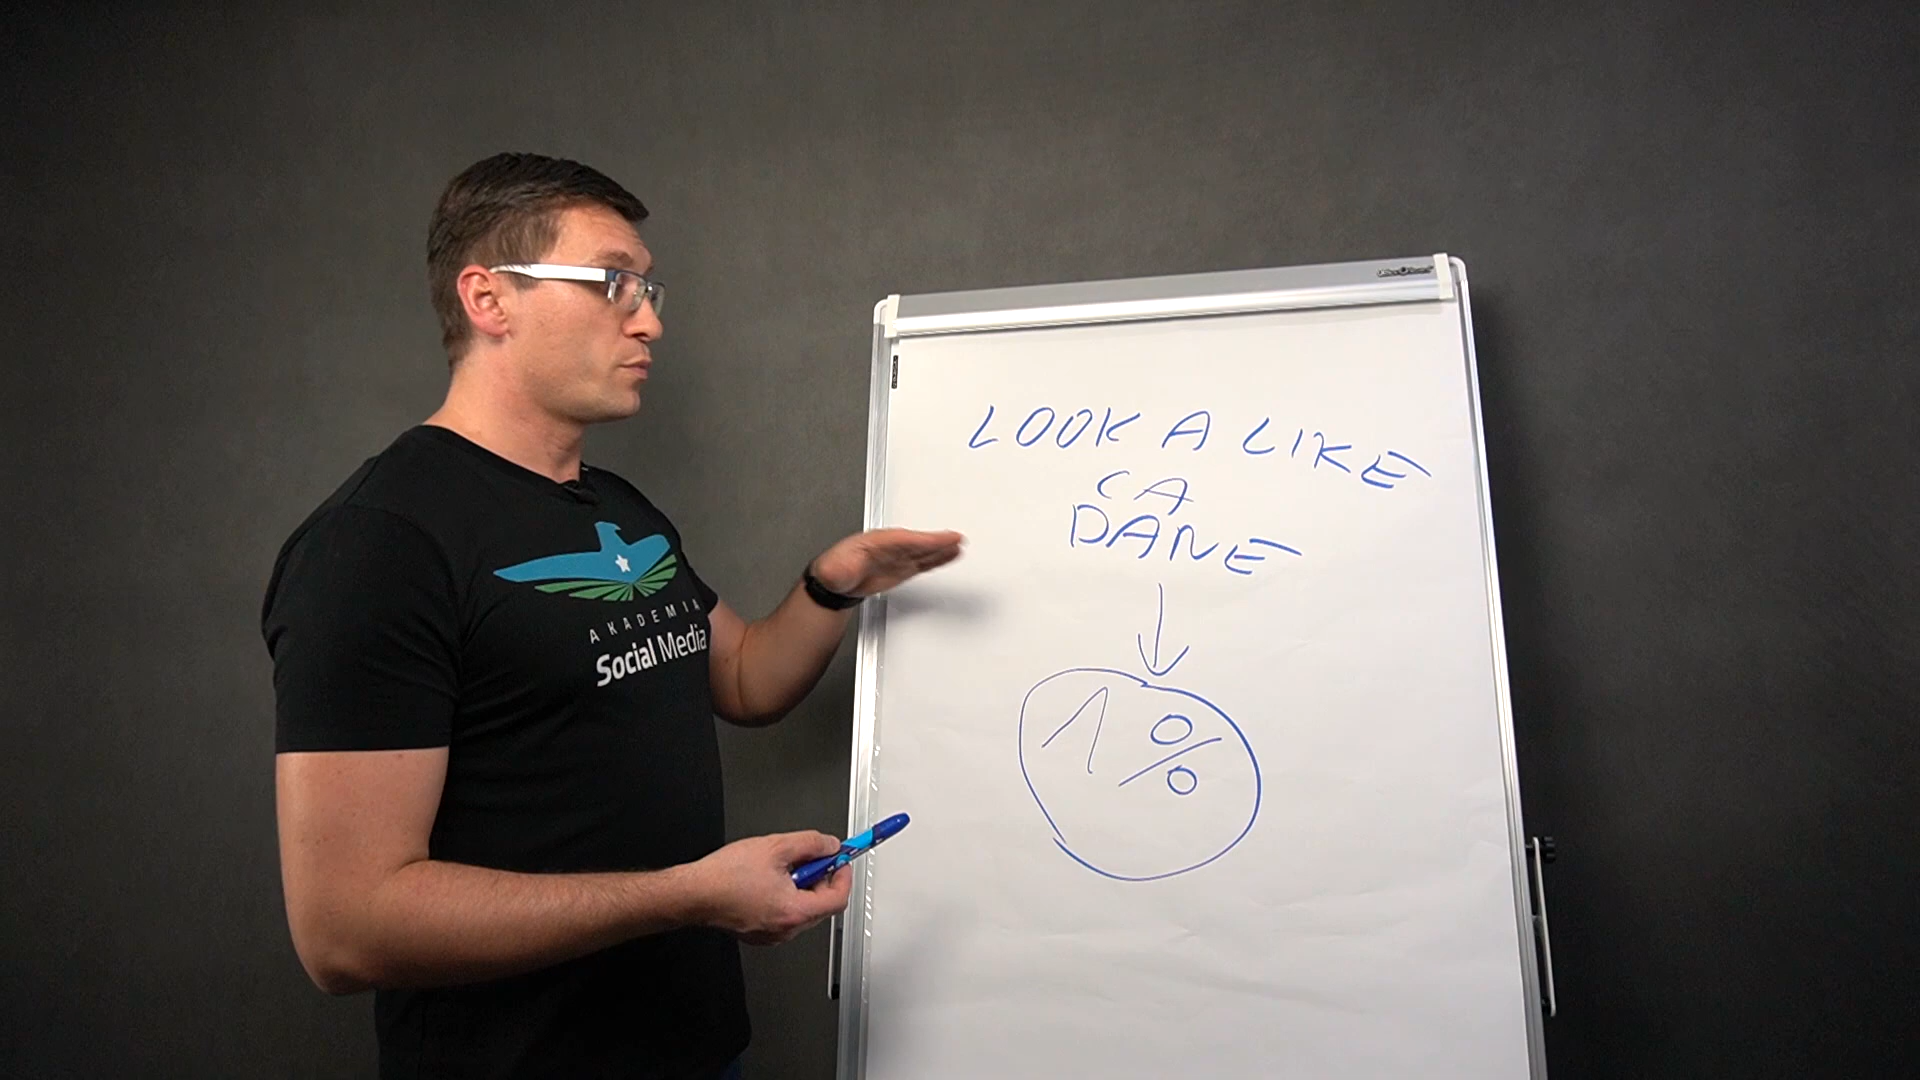 AKADEMIA
Social Media
LOOK A LIKE
CA
DANE
1%